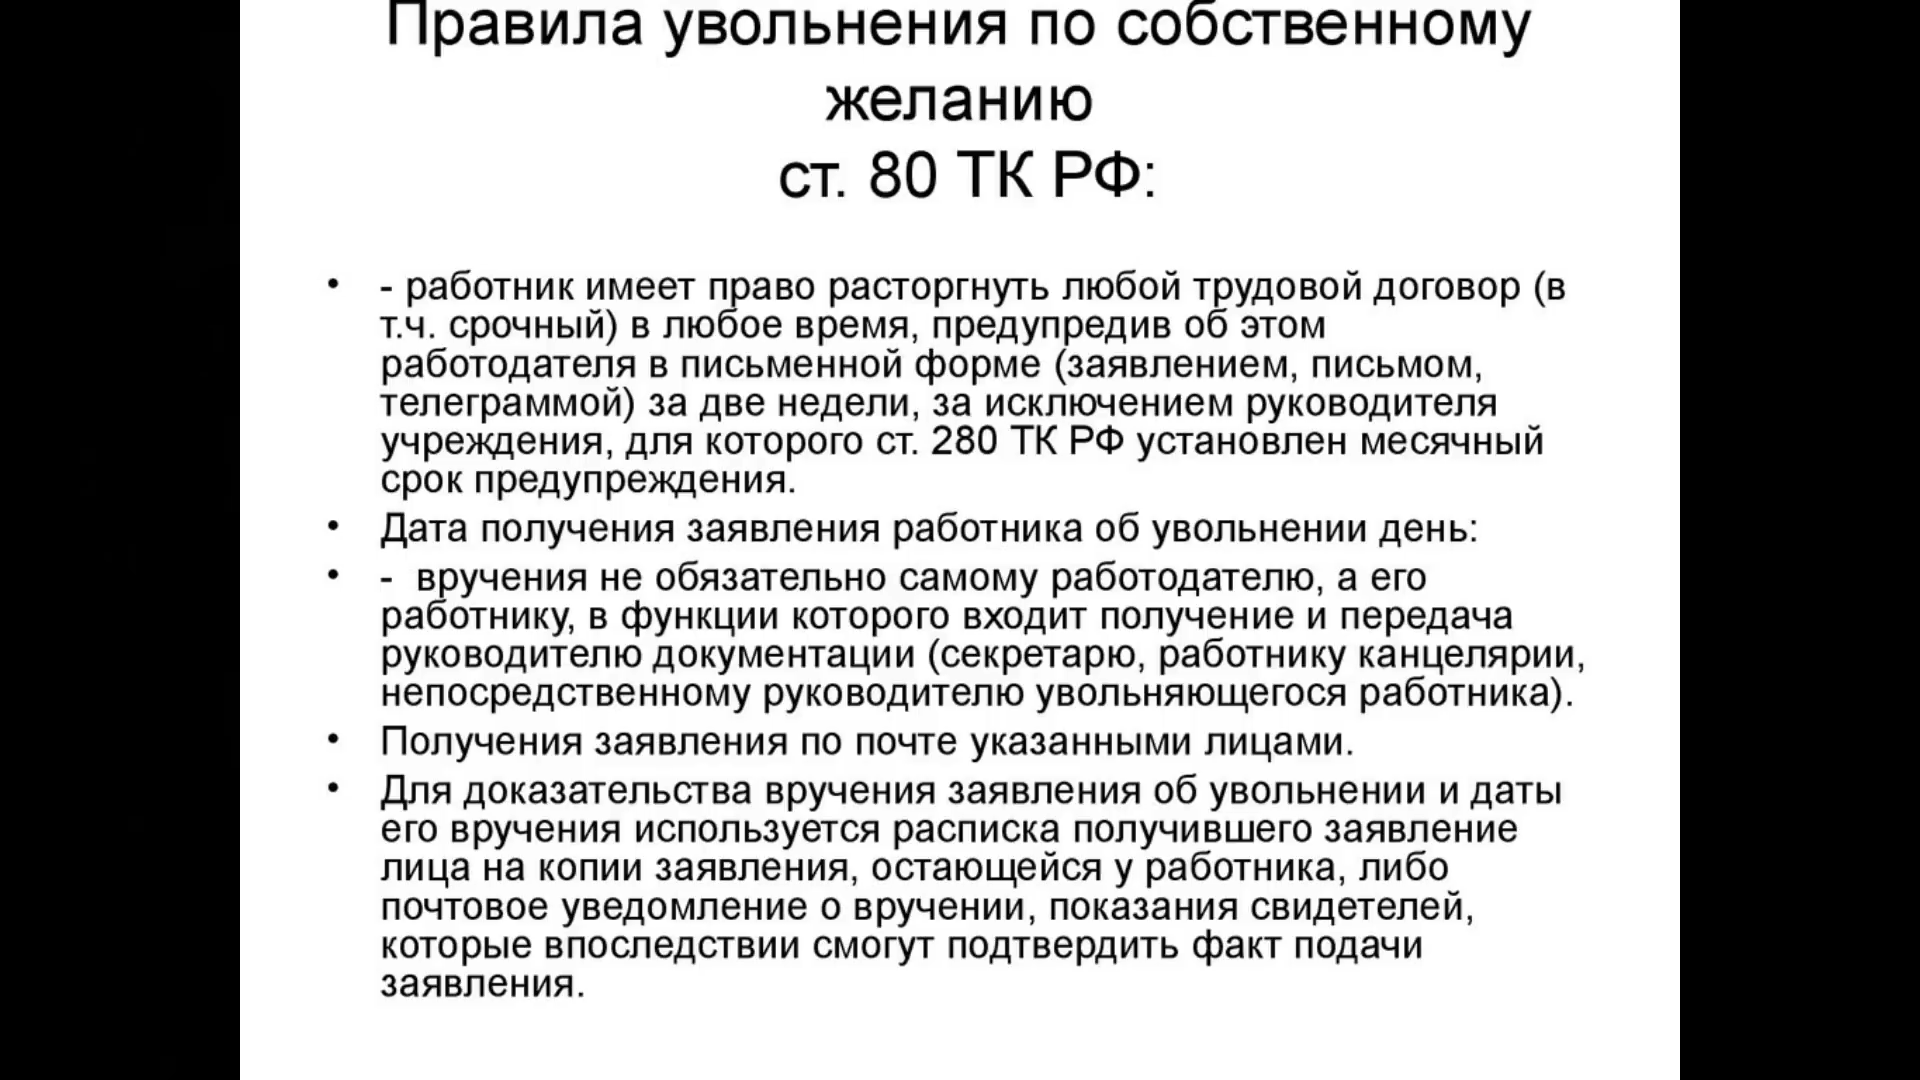 Правила увольнения по собственному
желанию
ст. 80 ТК РФ:
• - работник имеет право расторгнуть любой трудовой договор (в
т.ч. срочный) в любое время, предупредив об этом
работодателя в письменной форме (заявлением, письмом,
телеграммой) за две недели, за исключением руководителя
учреждения, для которого ст. 280 ТК РФ установлен месячный
срок предупреждения.
• Дата получения заявления работника об увольнении день:
• - вручения не обязательно самому работодателю, а его
работнику, в функции которого входит получение и передача
руководителю документации (секретарю, работнику канцелярии,
непосредственному руководителю увольняющегося работника).
• Получения заявления по почте указанными лицами.
• Для доказательства вручения заявления об увольнении и даты
его вручения используется расписка получившего заявление
лица на копии заявления, остающейся у работника, либо
почтовое уведомление о вручении, показания свидетелей,
которые впоследствии смогут подтвердить факт подачи
заявления.